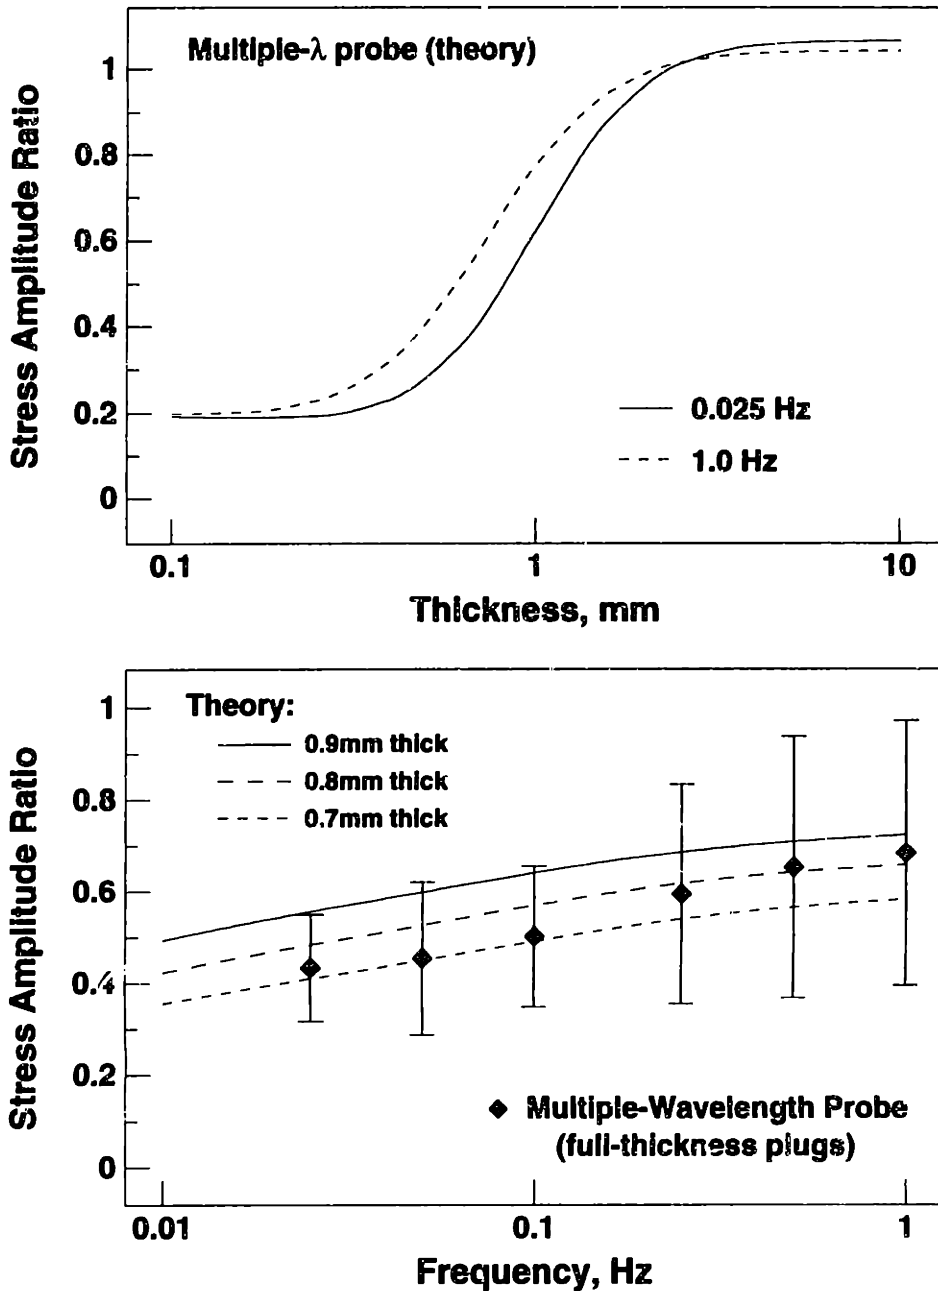 Multiple-λ probe (theory)
Stress Amplitude Ratio
1
0.8
0.6
0.4
0.2
0
0.025 Hz
1.0 Hz
0.1
1
10
Thickness, mm
Theory:
0.9mm thick
0.8mm thick
0.7mm thick
Stress Amplitude Ratio
1
0.8
0.6
0.4
0.2
0
Multiple-Wavelength Probe
(full-thickness plugs)
0.01
0.1
1
Frequency, Hz